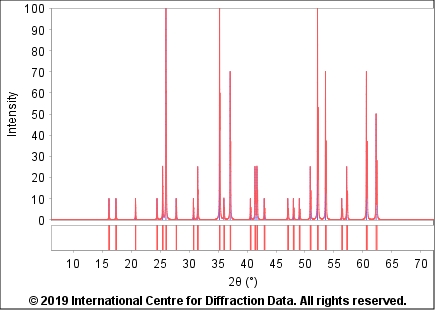 100
90
80
70
60
50
40
30
20
10
0
Intensity
10 15 20 25 30 35 40 45 50 55 60 65 70
2θ (°)
© 2019 International Centre for Diffraction Data. All rights reserved.